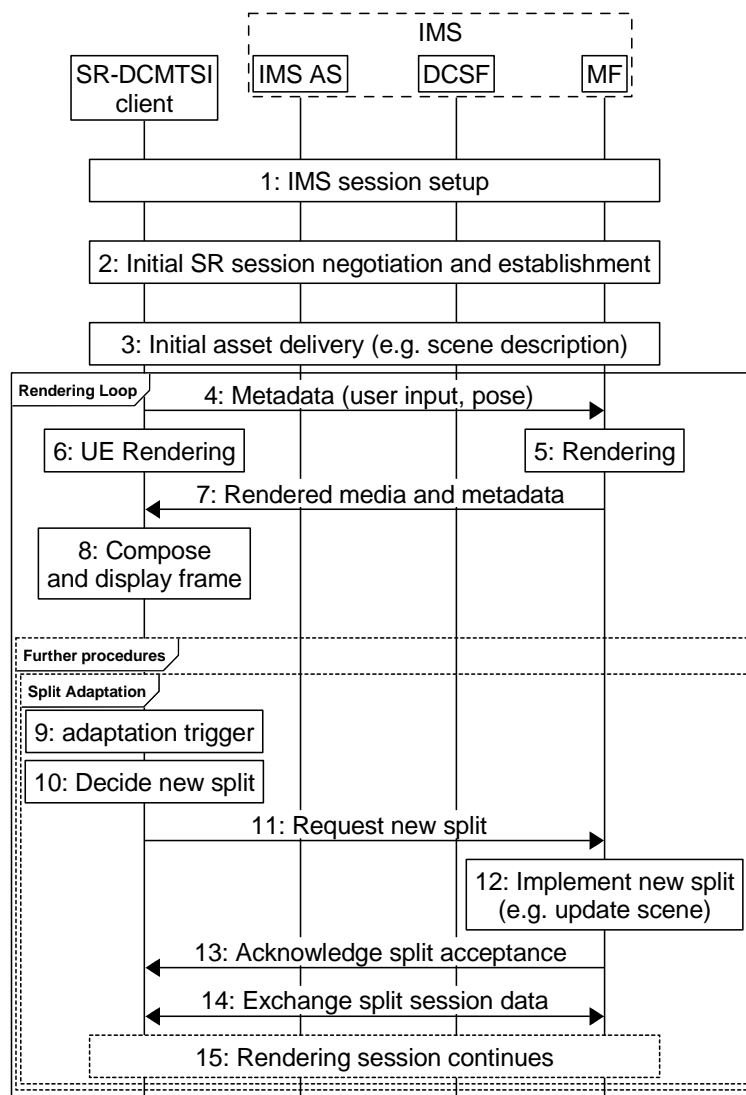 IMS
SR-DCMTSI
client
IMS AS
DCSF
MF
1: IMS session setup
2: Initial SR session negotiation and establishment
3: Initial asset delivery (e.g. scene description)
Rendering Loop
4: Metadata (user input, pose)
6: UE Rendering
5: Rendering
7: Rendered media and metadata
8: Compose
and display frame
Further procedures
Split Adaptation
9: adaptation trigger
10: Decide new split
11: Request new split
12: Implement new split
(e.g. update scene)
13: Acknowledge split acceptance
14: Exchange split session data
15: Rendering session continues